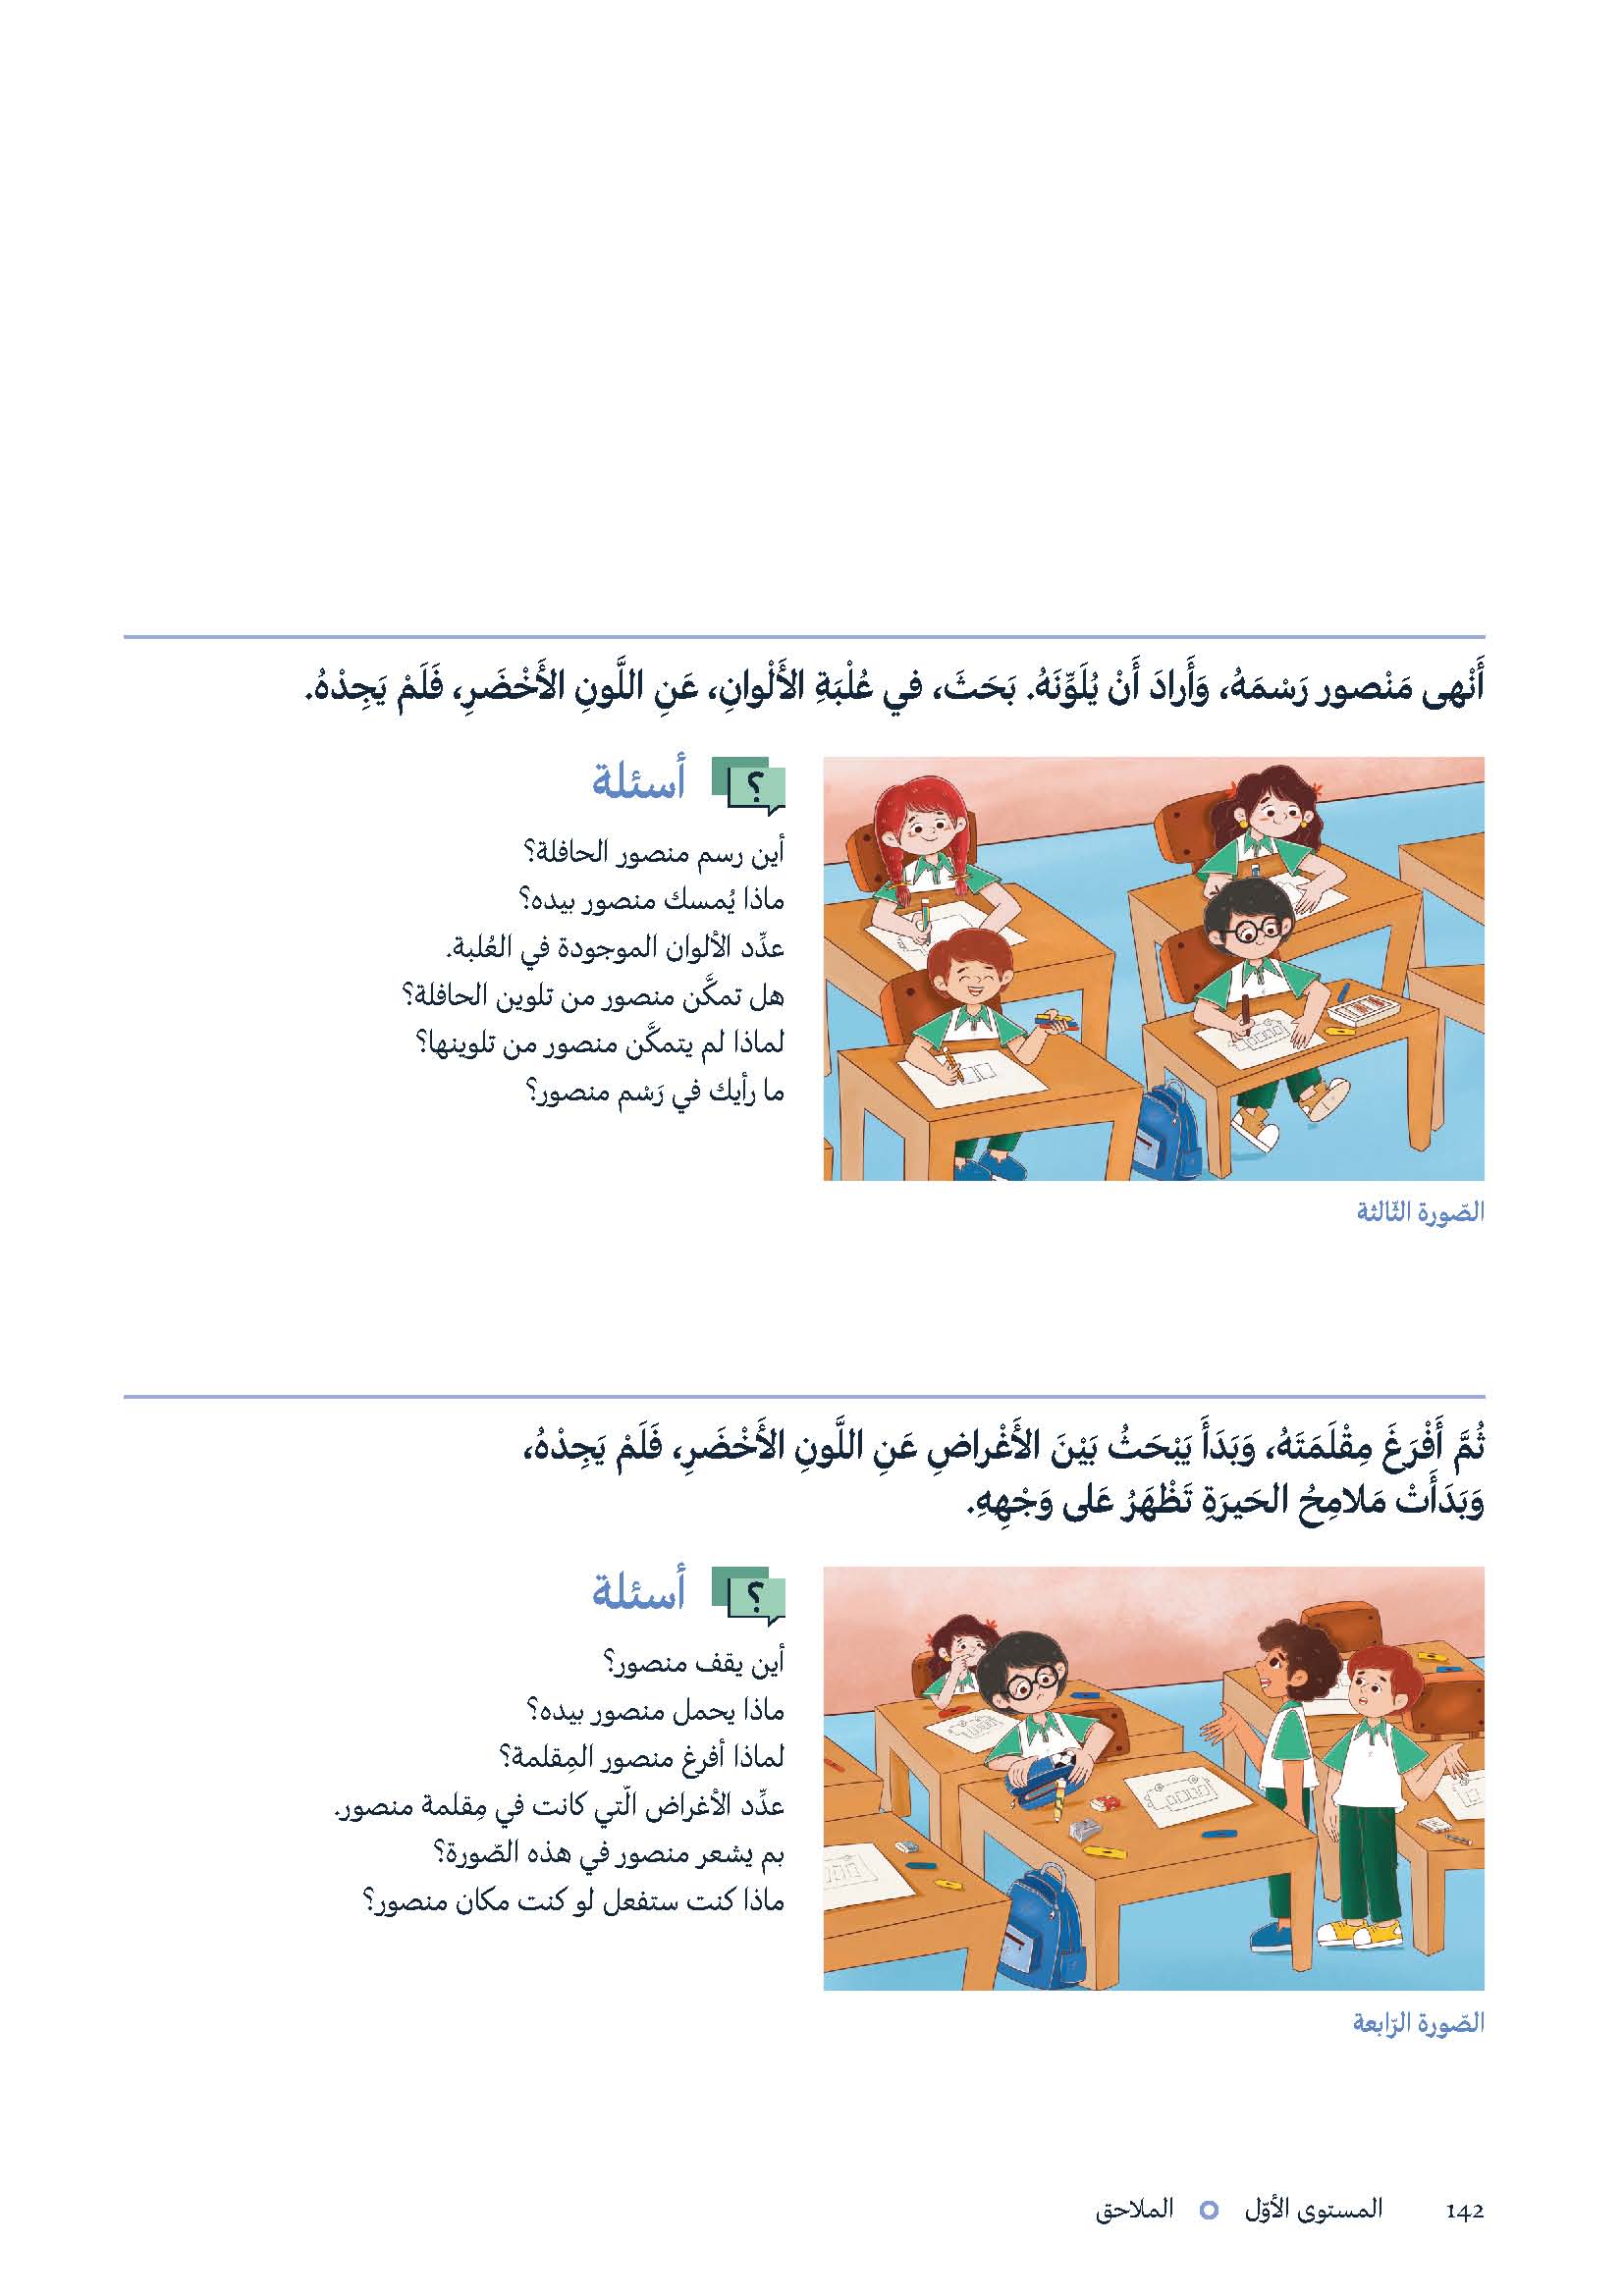 أَنْهى مَنْصور رَسْمَهُ، وَأَرادَ أَنْ يُلَوِّنَهُ. بَحَثَ، في عُلْبَةِ الأَلْوانِ، عَنِ اللَّونِ الأَخْضَرِ، فَلَمْ يَجِدْهُ.
؟ أسئلة
أين رسم منصور الحافلة؟
ماذا يُمسك منصور بيده؟
عدِّد الألوان الموجودة في العُلبة.
هل تمكَّن منصور من تلوين الحافلة؟
لماذا لم يتمكَّن منصور من تلوينها؟
ما رأيك في رَسْم منصور؟
الصّورة الثّالثة
ثُمَّ أَفْرَغَ مِقْلَمَتَهُ، وَبَدَأَ يَبْحَثُ بَيْنَ الأَغْراضِ عَنِ اللَّونِ الأَخْضَرِ، فَلَمْ يَجِدْهُ،
وَبَدَأَتْ مَلامِحُ الحَيرَةِ تَظْهَرُ عَلى وَجْهِهِ.
؟ أسئلة
أين يقف منصور؟
ماذا يحمل منصور بيده؟
لماذا أفرغ منصور المِقلمة؟
عدِّد الأغراض الّتي كانت في مِقلمة منصور.
بم يشعر منصور في هذه الصّورة؟
ماذا كنت ستفعل لو كنت مكان منصور؟
الصّورة الرّابعة
142 المستوى الأوّل الملاحق